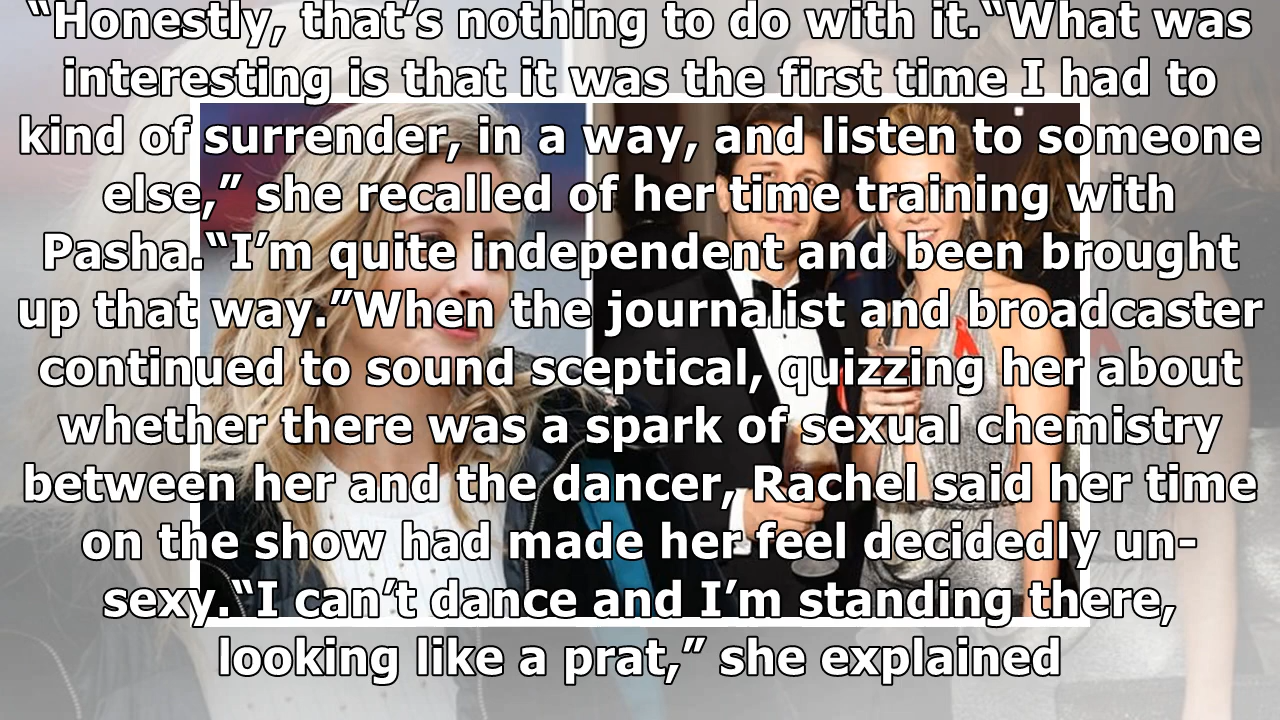 “Honestly, that’s nothing to do with it.“What was
interesting is that it was the first time I had to
kind of surrender, in a way, and listen to someone
else,” she recalled of her time training with
Pasha.“I’m quite independent and been brought
up that way.”When the journalist and broadcaster
continued to sound sceptical, quizzing her about
whether there was a spark of sexual chemistry
between her and the dancer, Rachel said her time
on the show had made her feel decidedly un-
sexy.“I can’t dance and I’m standing there,
looking like a prat,” she explained